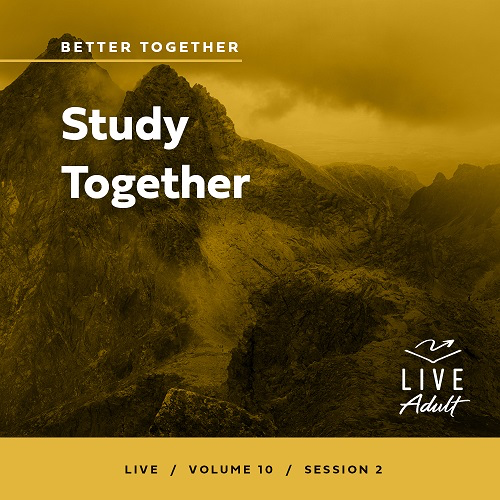 BETTER TOGETHER
Study
Together
LIVE
Adult
LIVE / VOLUME 10 / SESSION 2